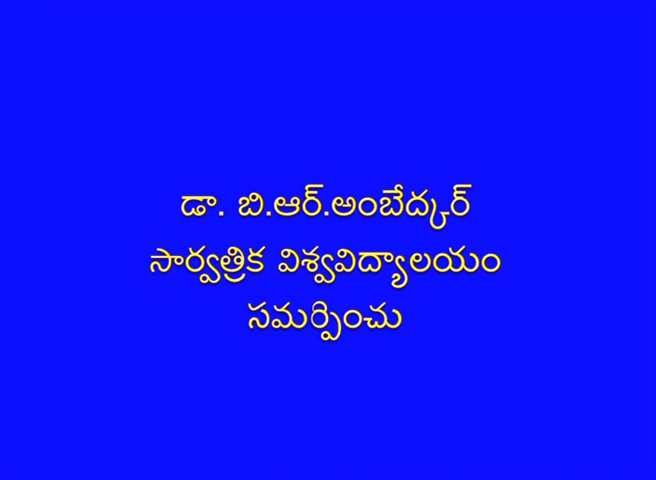 డా. బి.ఆర్.అంబేద్కర్
సార్వత్రిక విశ్వవిద్యాలయం
సమర్పించు